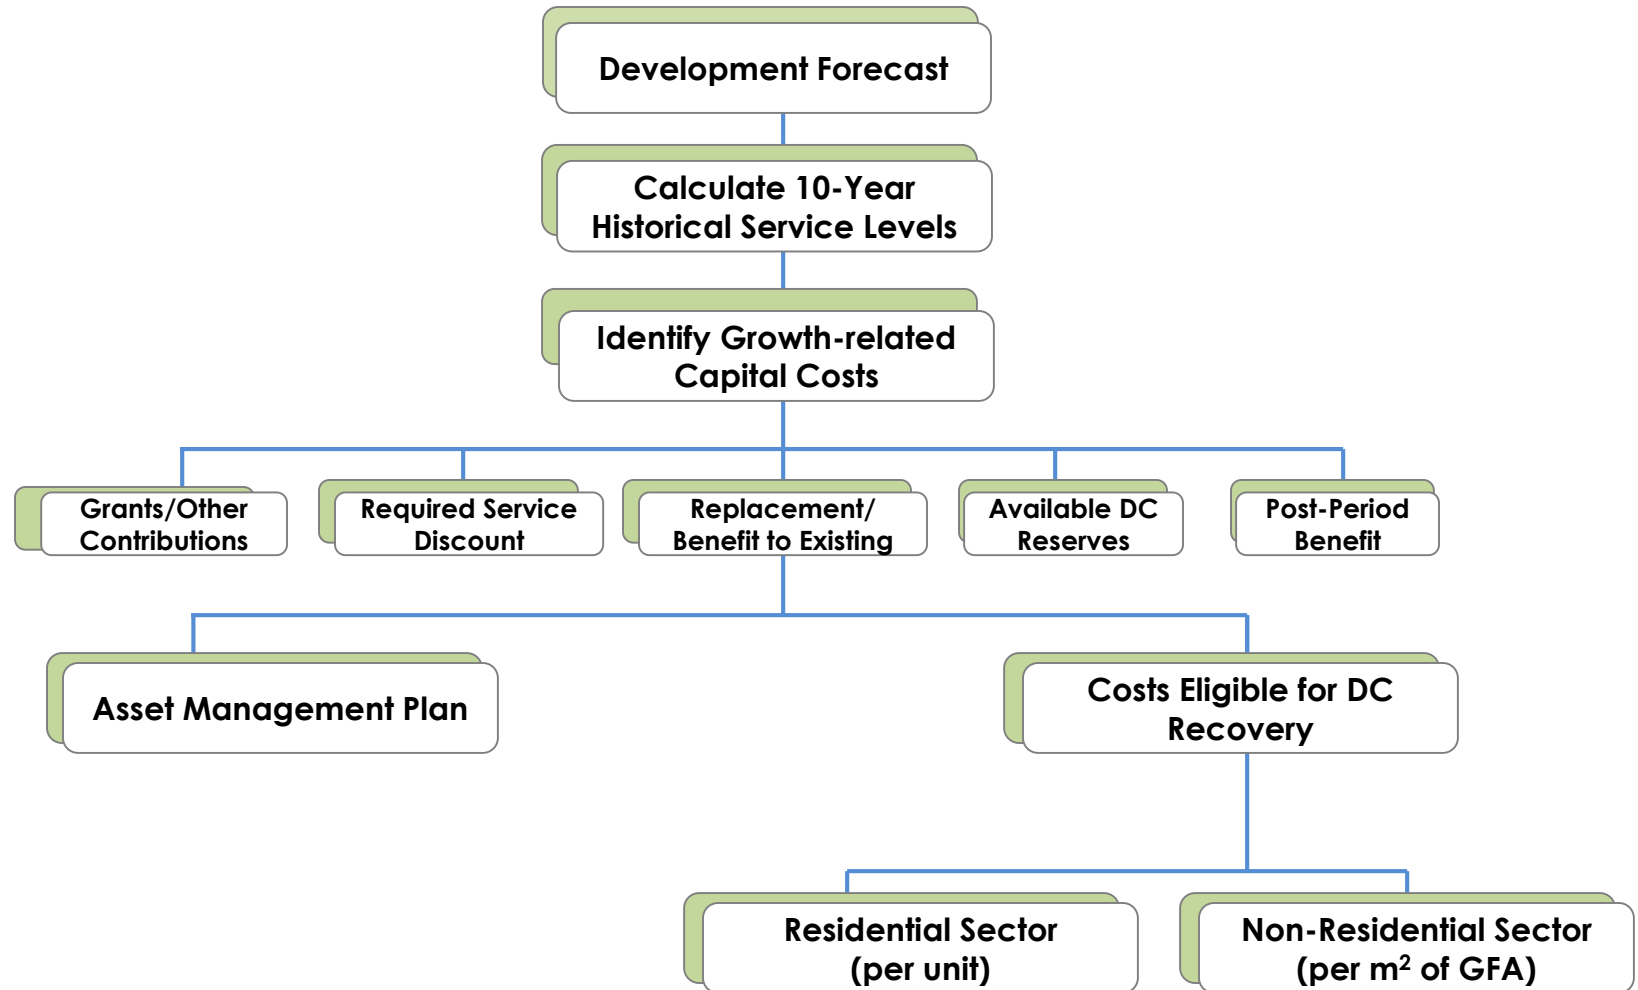 Development Forecast
Calculate 10-Year
Historical Service Levels
Identify Growth-related
Capital Costs
Grants/Other
Contributions
Required Service
Discount
Replacement/
Benefit to Existing
Available DC
Reserves
Post-Period
Benefit
Asset Management Plan
Costs Eligible for DC
Recovery
Residential Sector
(per unit)
Non-Residential Sector
(per m² of GFA)